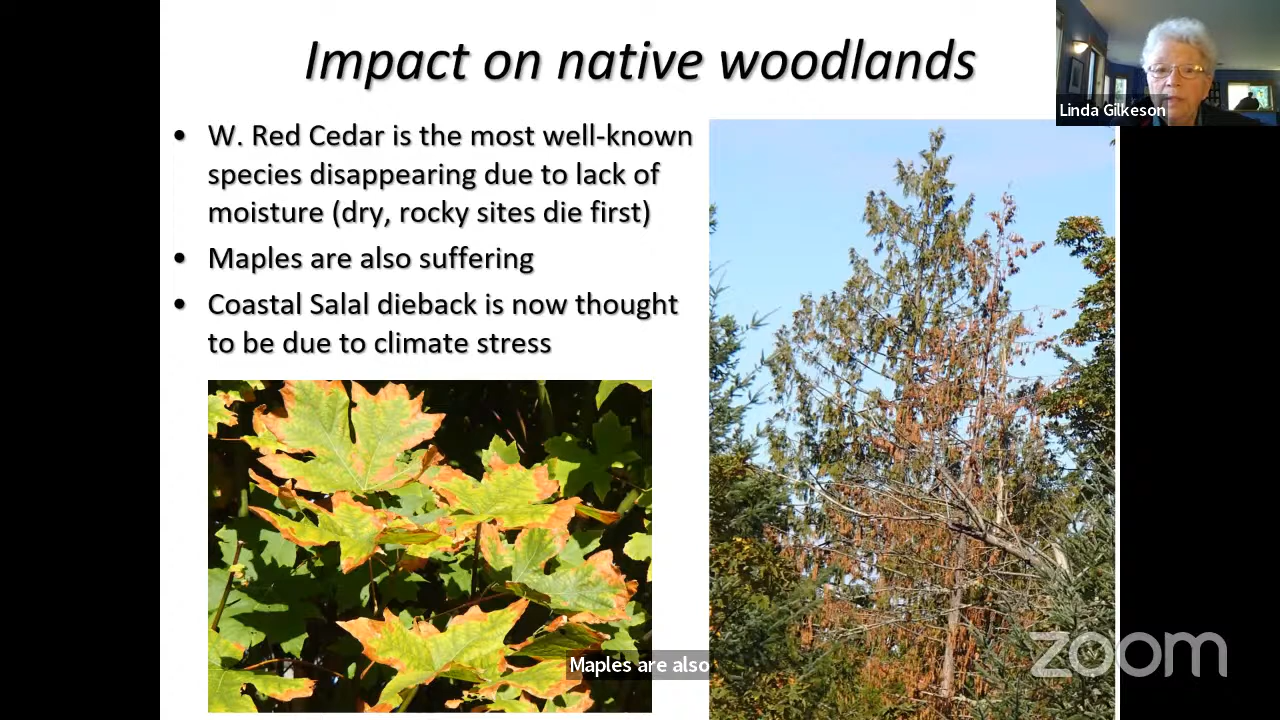 Impact on native woodlands
• W. Red Cedar is the most well-known
species disappearing due to lack of
moisture (dry, rocky sites die first)
• Maples are also suffering
• Coastal Salal dieback is now thought
to be due to climate stress
Linda Gilkeson
Maples are also
zoom